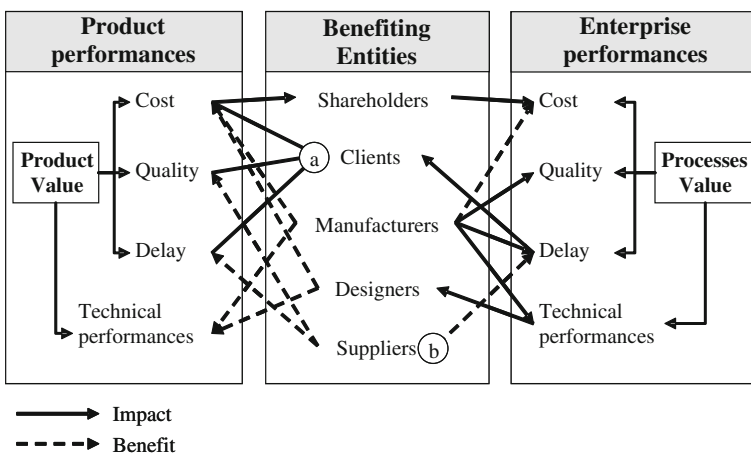 Product
performances
Benefiting
Entities
Enterprise
performances
Cost
Quality
Delay
Technical
performances
Product
Value
Shareholders
a
Clients
Manufacturers
Designers
Suppliers
b
Cost
Quality
Delay
Technical
performances
Processes
Value
Impact
Benefit